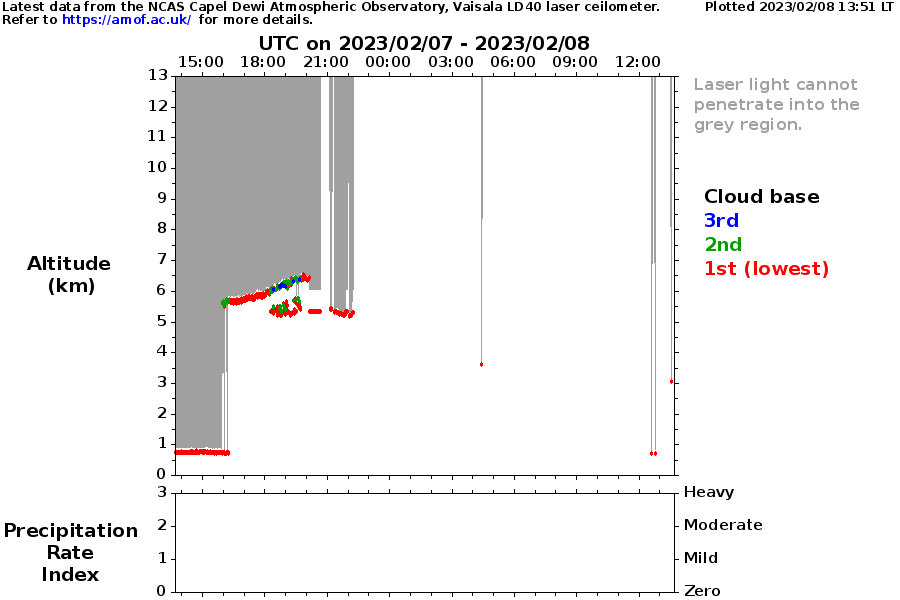 Latest data from the NCAS Capel Dewi Atmospheric Observatory, Vaisala LD40 laser ceilometer. Plotted 2023/02/08 13:51 LT
Refer to https://amof.ac.uk/ for more details.
UTC on 2023/02/07 - 2023/02/08
15:00 18:00 21:00 00:00 03:00 06:00 09:00 12:00
13
12
11
10
9
8
7
6
5
4
3
2
1
0
Altitude
(km)
Laser light cannot
penetrate into the
grey region.
Cloud base
3rd
2nd
1st (lowest)
3 Heavy
2 Moderate
1 Mild
0 Zero
Precipitation
Rate
Index